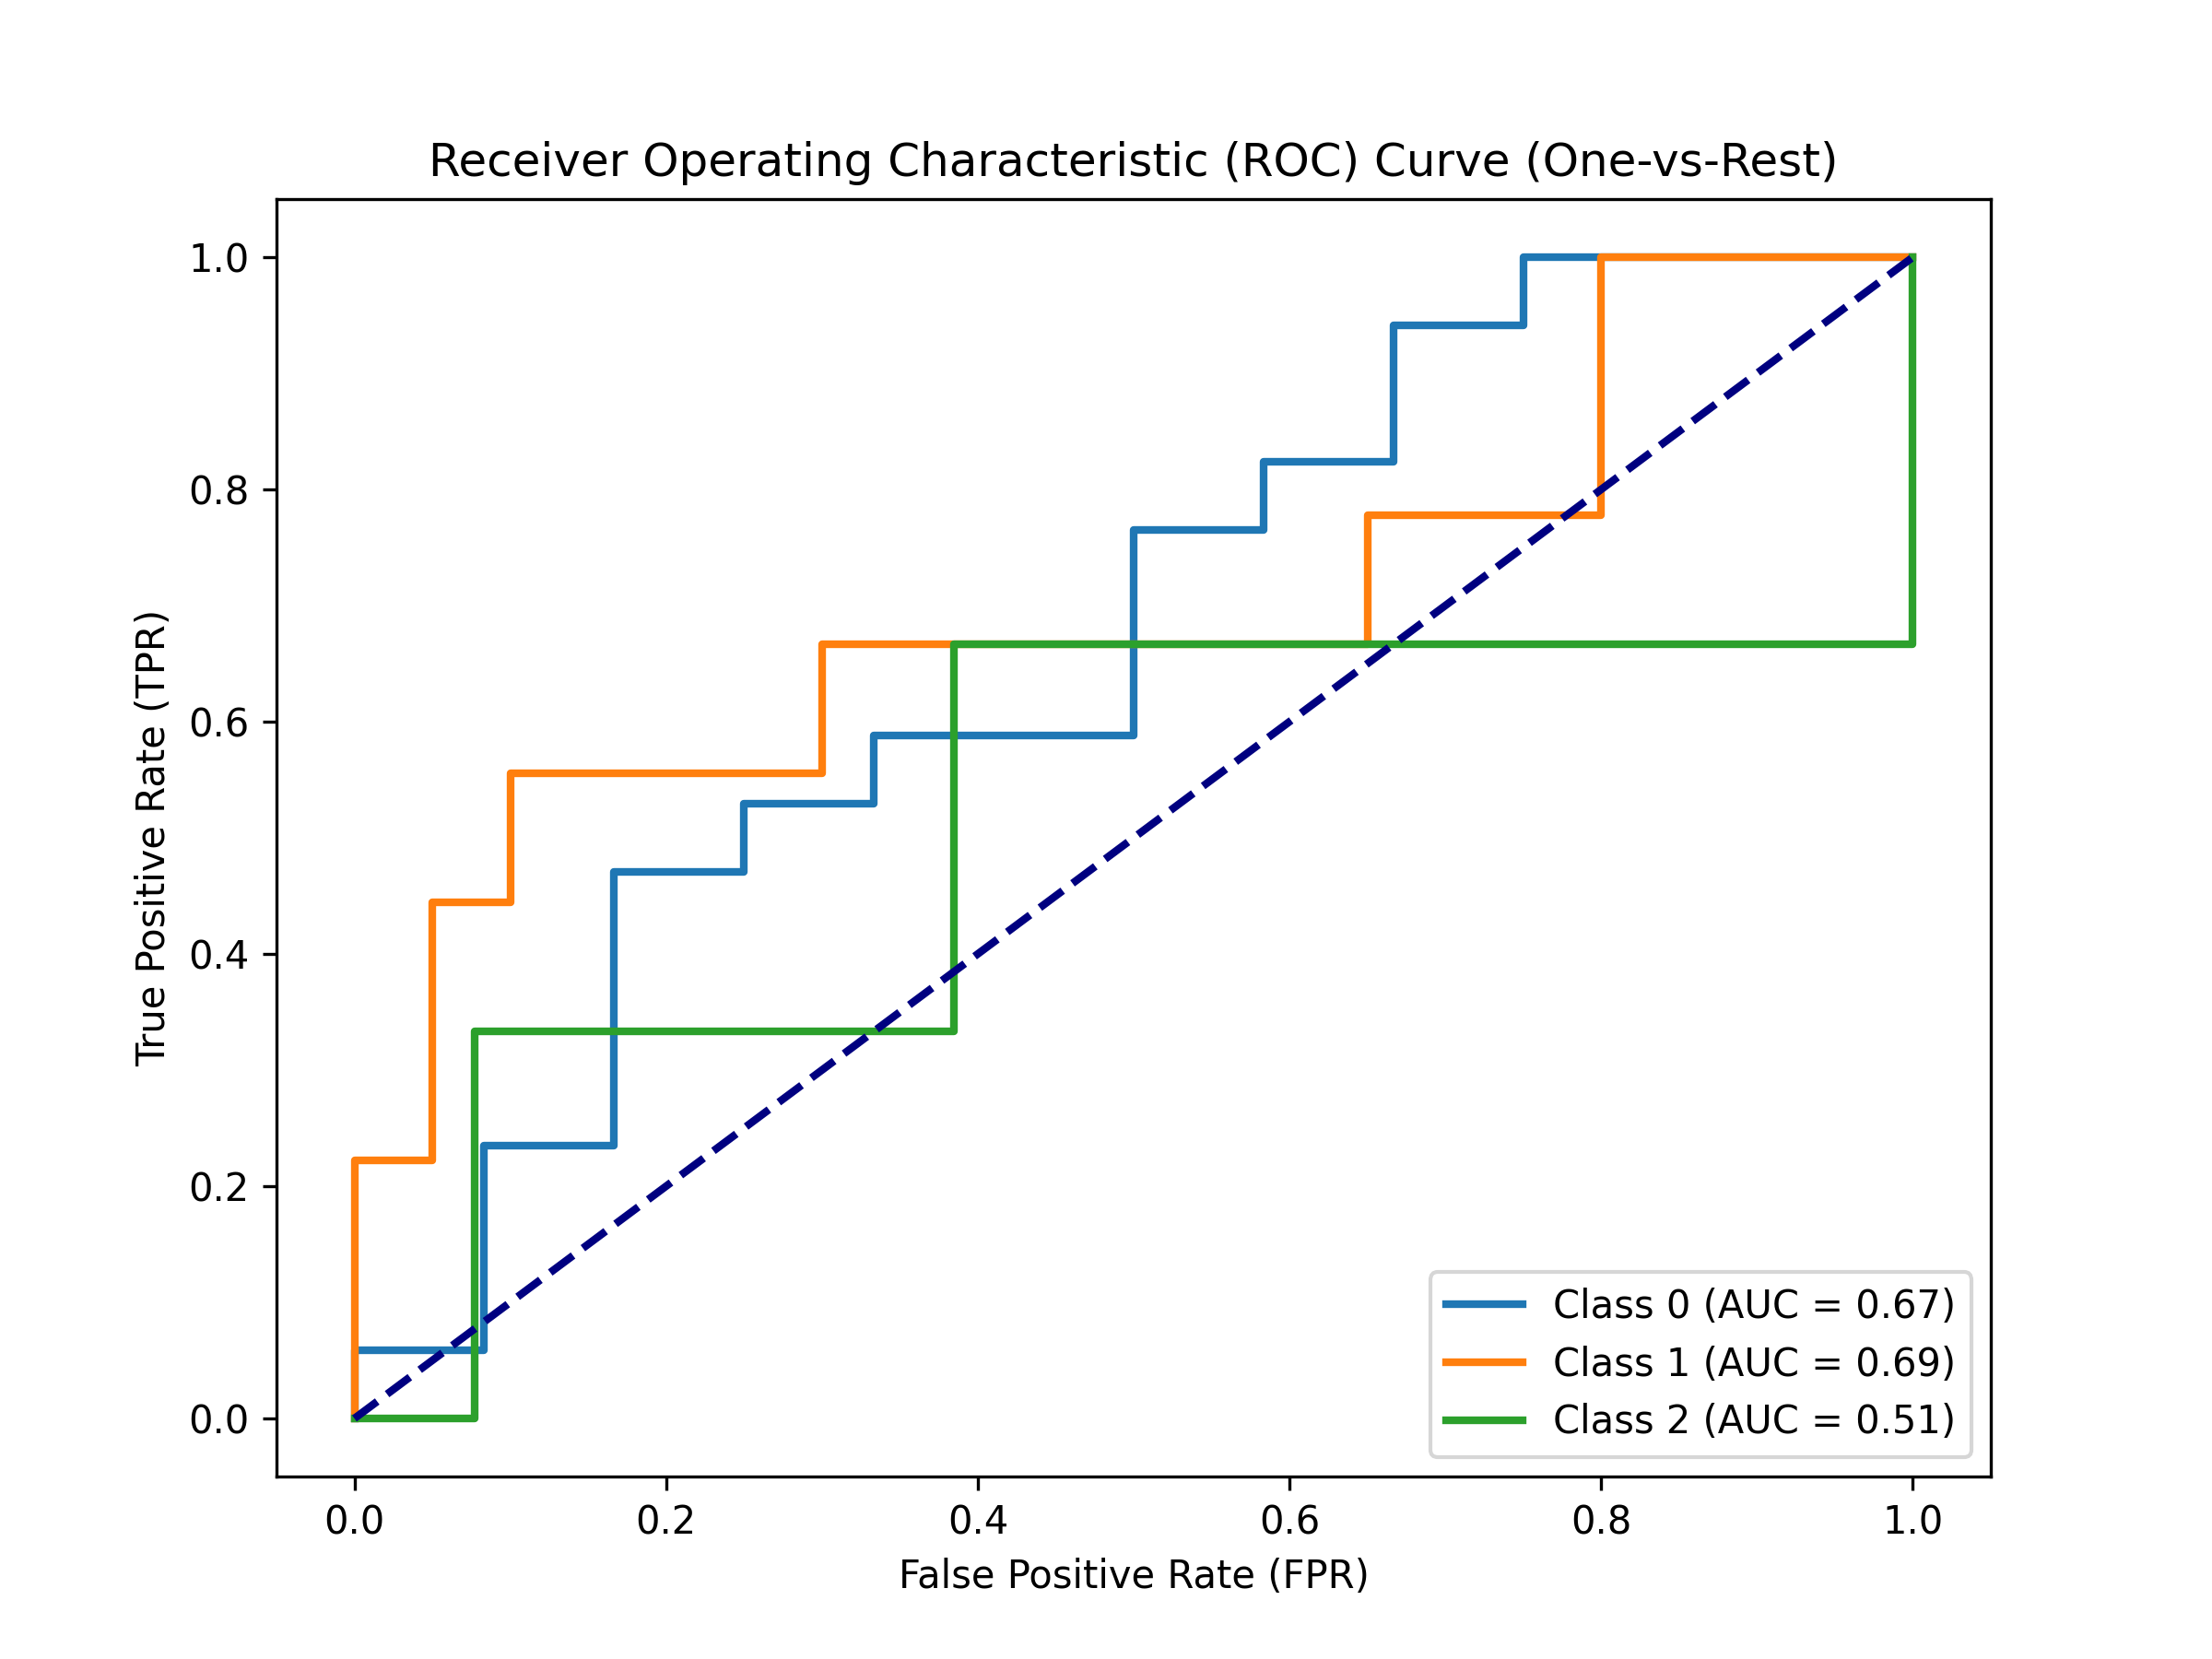 Receiver Operating Characteristic (ROC) Curve (One-vs-Rest)
1.0
0.8
0.6
0.4
0.2
0.0
True Positive Rate (TPR)
Class 0 (AUC = 0.67)
Class 1 (AUC = 0.69)
Class 2 (AUC = 0.51)
0.0 0.2 0.4 0.6 0.8 1.0
False Positive Rate (FPR)